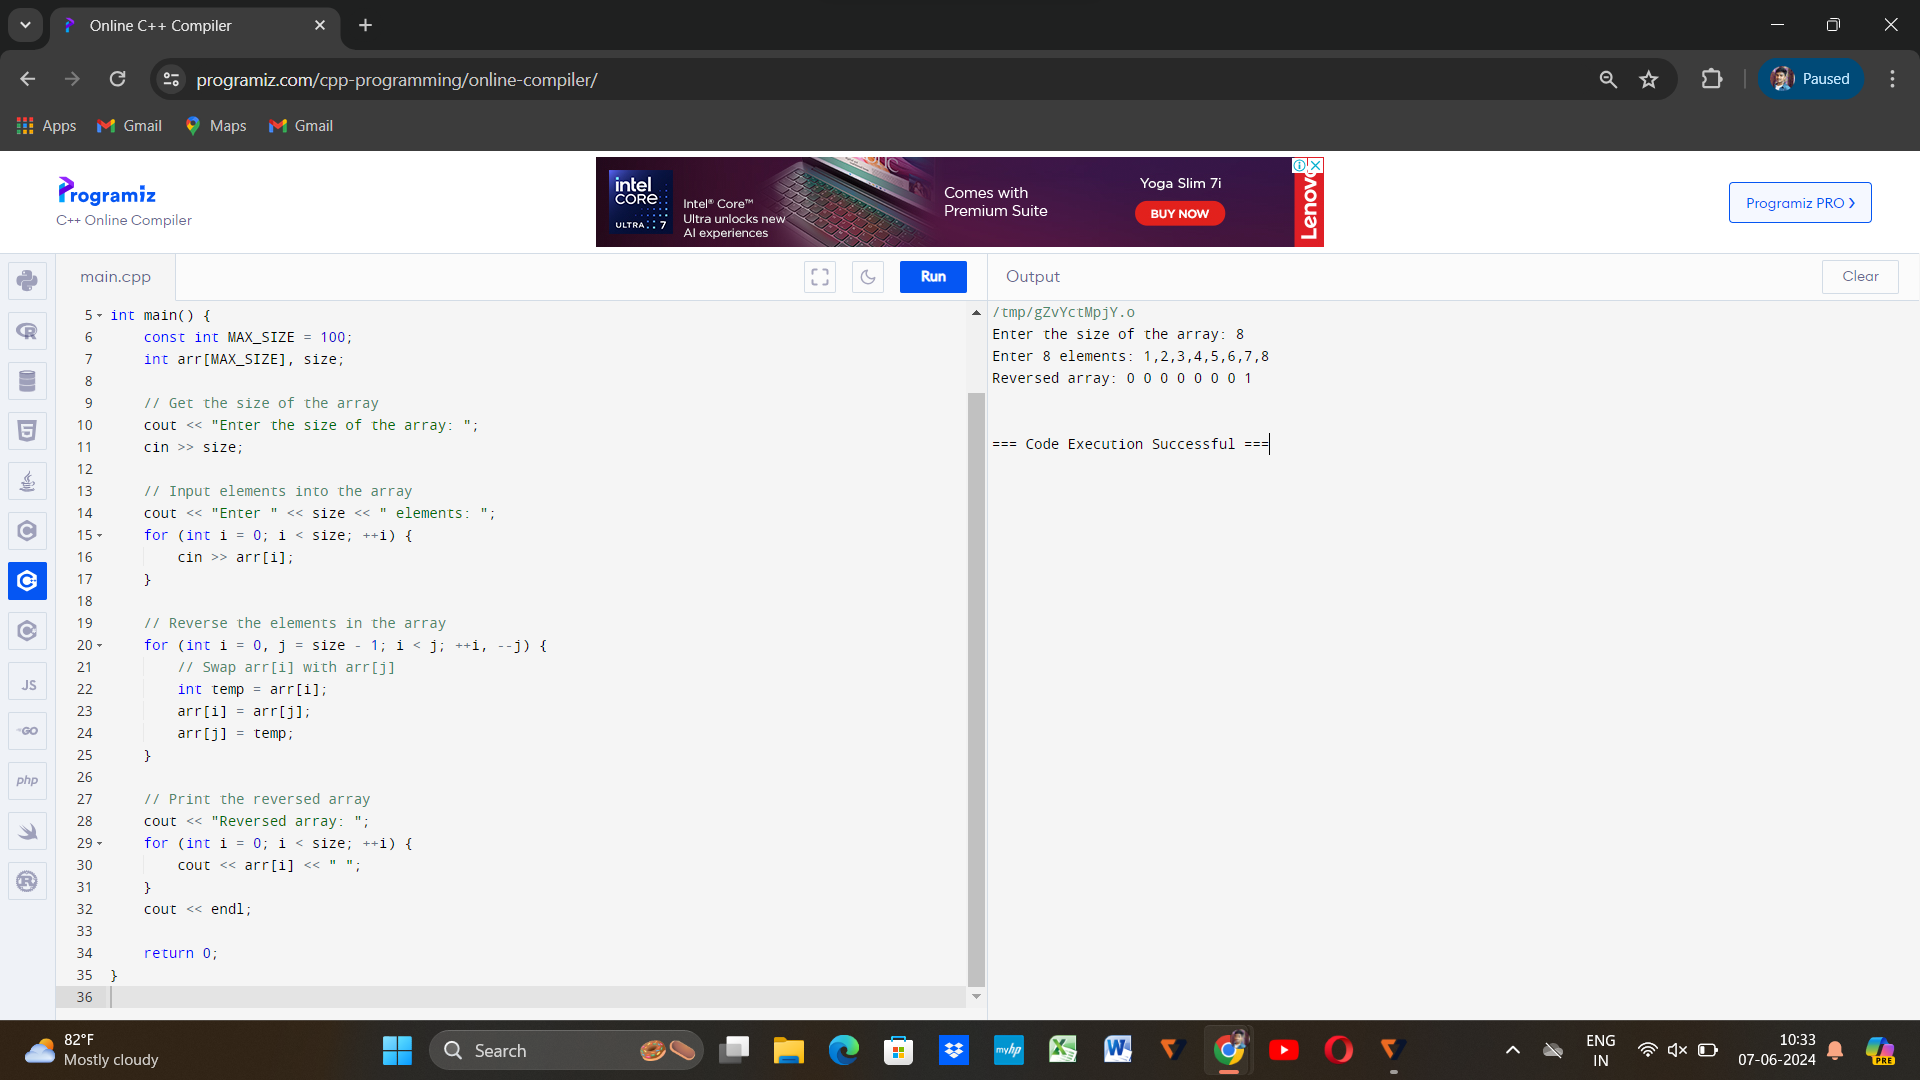 Online C++ Compiler
programiz.com/cpp-programming/online-compiler/
Paused
Apps
Gmail
Maps
Gmail
Programiz
C++ Online Compiler
intel
CORE
ULTRA 7
Intel® Core™
Ultra unlocks new
AI experiences
Comes with
Premium Suite
Yoga Slim 7i
BUY NOW
Lenovo
Programiz PRO
main.cpp
Run
Output
Clear
5 int main() {
6     const int MAX_SIZE = 100;
7     int arr[MAX_SIZE], size;
8
9     // Get the size of the array
10     cout << "Enter the size of the array: ";
11     cin >> size;
12
13     // Input elements into the array
14     cout << "Enter " << size << " elements: ";
15     for (int i = 0; i < size; ++i) {
16         cin >> arr[i];
17     }
18
19     // Reverse the elements in the array
20     for (int i = 0, j = size - 1; i < j; ++i, --j) {
21         // Swap arr[i] with arr[j]
22         int temp = arr[i];
23         arr[i] = arr[j];
24         arr[j] = temp;
25     }
26
27     // Print the reversed array
28     cout << "Reversed array: ";
29     for (int i = 0; i < size; ++i) {
30         cout << arr[i] << " ";
31     }
32     cout << endl;
33
34     return 0;
35 }
36
/tmp/gZvYctMpjY.o
Enter the size of the array: 8
Enter 8 elements: 1,2,3,4,5,6,7,8
Reversed array: 0 0 0 0 0 0 0 1
=== Code Execution Successful ===
JS
GO
php
82°F
Mostly cloudy
Search
myhp
ENG
IN
10:33
07-06-2024
PRE